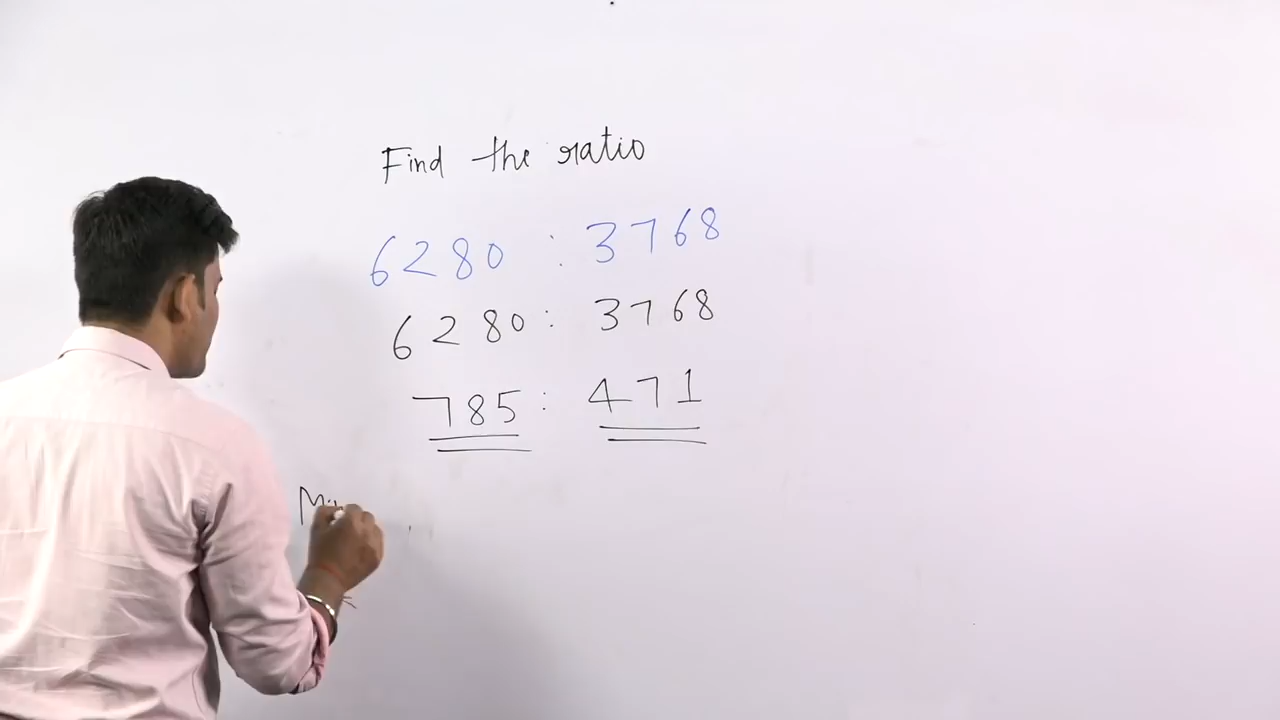 Find the ratio
6280 : 3768
6280 : 3768
785 : 471